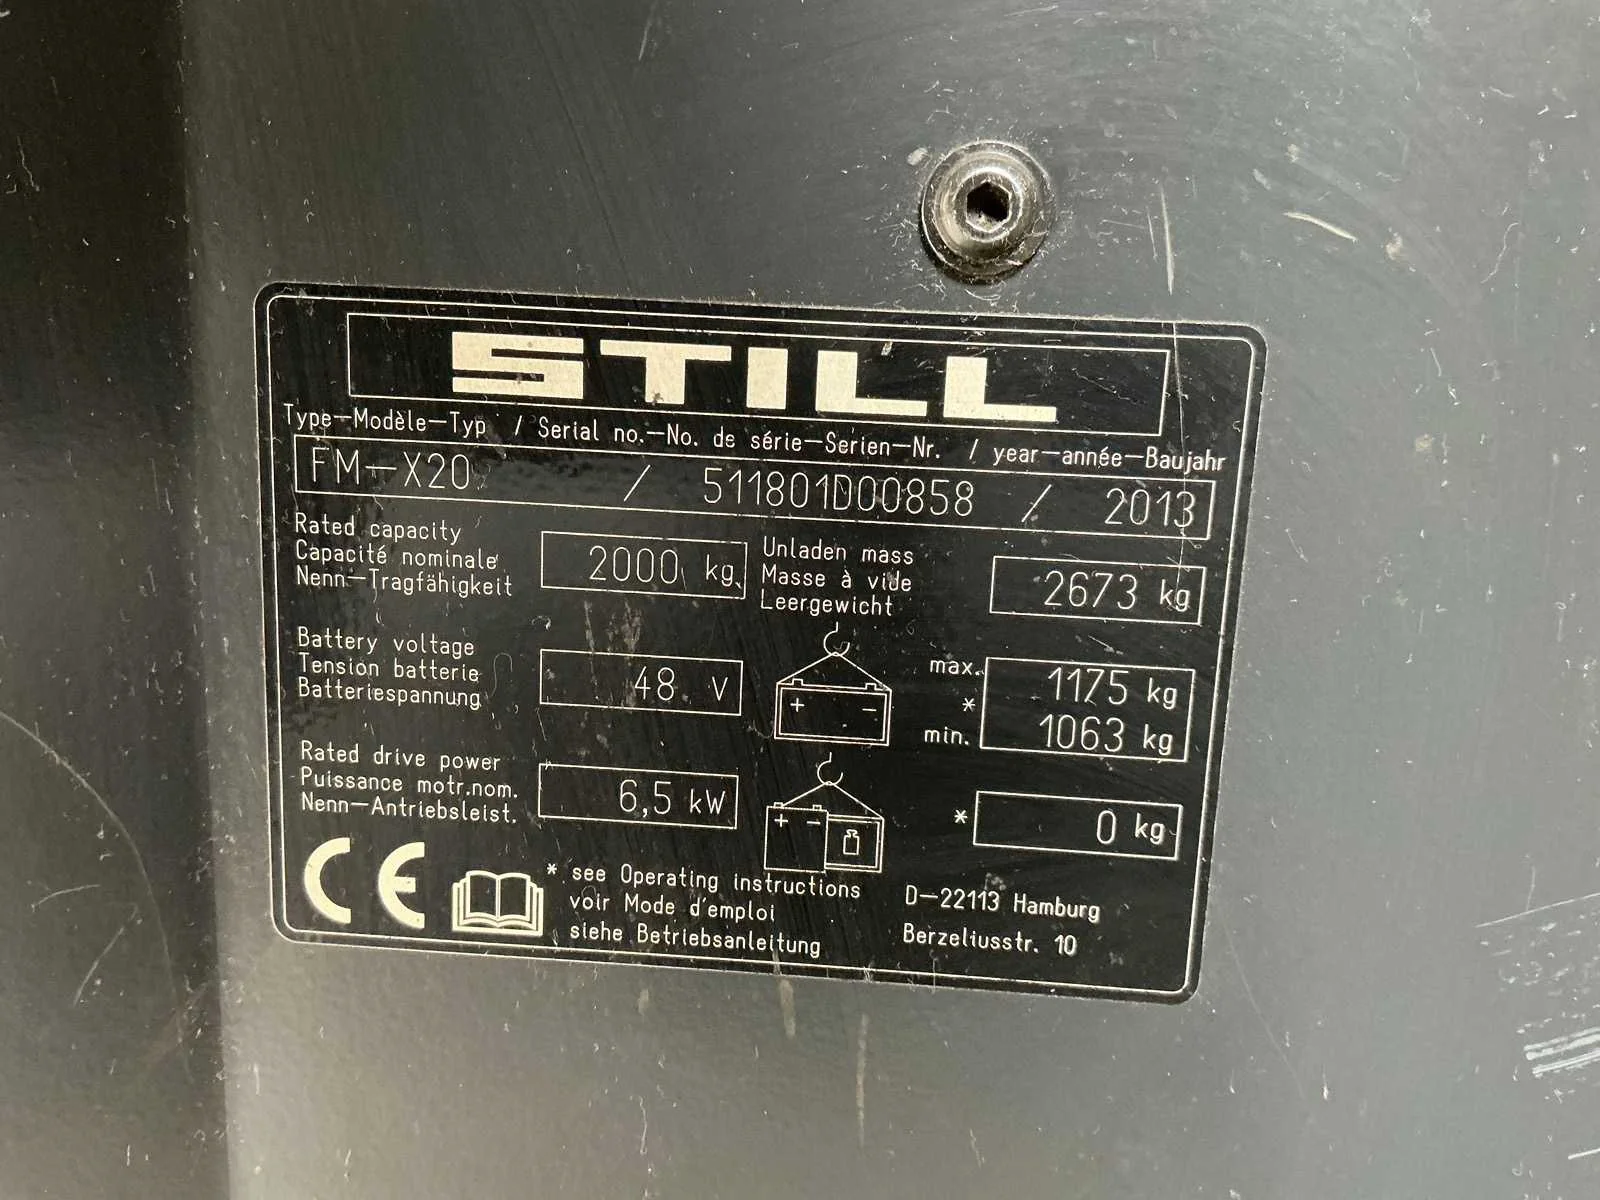 STILL
Type-Modèle-Typ / Serial no.-No. de série-Serien-Nr. / year-année-Baujahr
FM-X20 / 511801D00858 / 2013
Rated capacity
Capacité nominale
Nenn-Tragfähigkeit
2000 kg
Unladen mass
Masse à vide
Leergewicht
2673 kg
Battery voltage
Tension batterie
Batteriespannung
48 V
+ -
max. 1175 kg
*
min. 1063 kg
Rated drive power
Puissance motr.nom.
Nenn-Antriebsleist.
6,5 kW
+ -
* 0 kg
CE
* see Operating instructions
voir Mode d'emploi
siehe Betriebsanleitung
D-22113 Hamburg
Berzeliusstr. 10